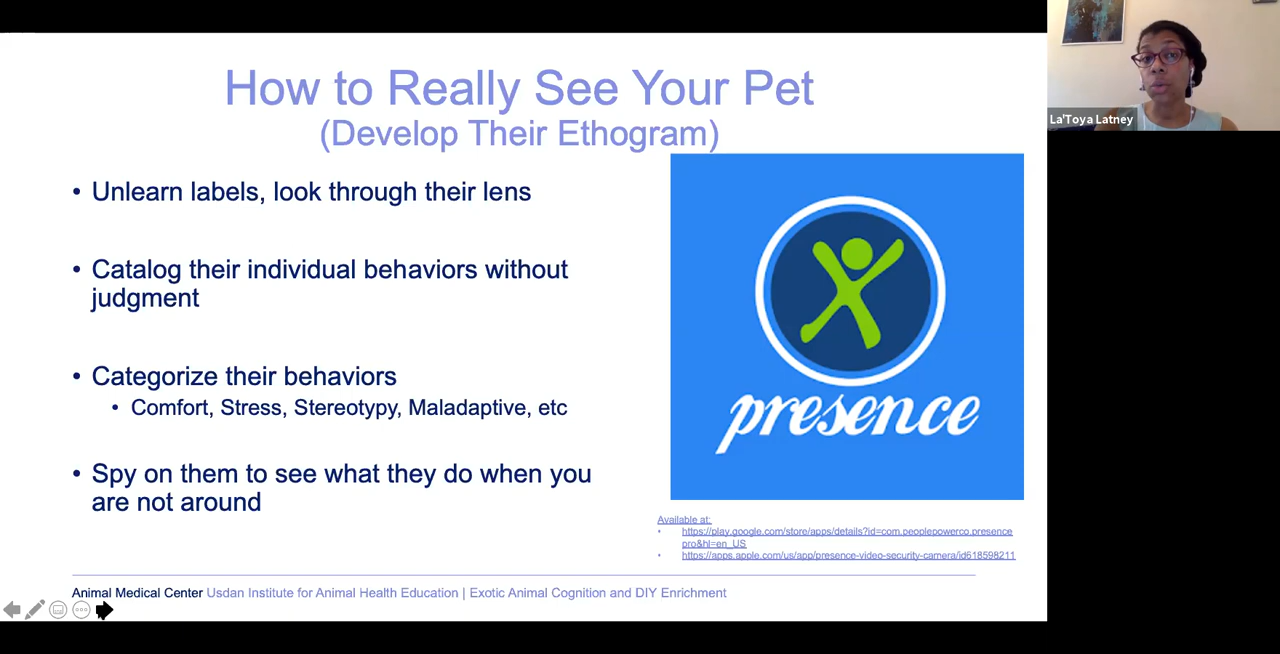 How to Really See Your Pet
(Develop Their Ethogram)
• Unlearn labels, look through their lens
• Catalog their individual behaviors without
judgment
• Categorize their behaviors
• Comfort, Stress, Stereotypy, Maladaptive, etc
• Spy on them to see what they do when you
are not around
presence
Available at:
• https://play.google.com/store/apps/details?id=com.peoplepowerco.presence
pro&hl=en_US
• https://apps.apple.com/us/app/presence-video-security-camera/id618598211
Animal Medical Center Usdan Institute for Animal Health Education | Exotic Animal Cognition and DIY Enrichment
La'Toya Latney